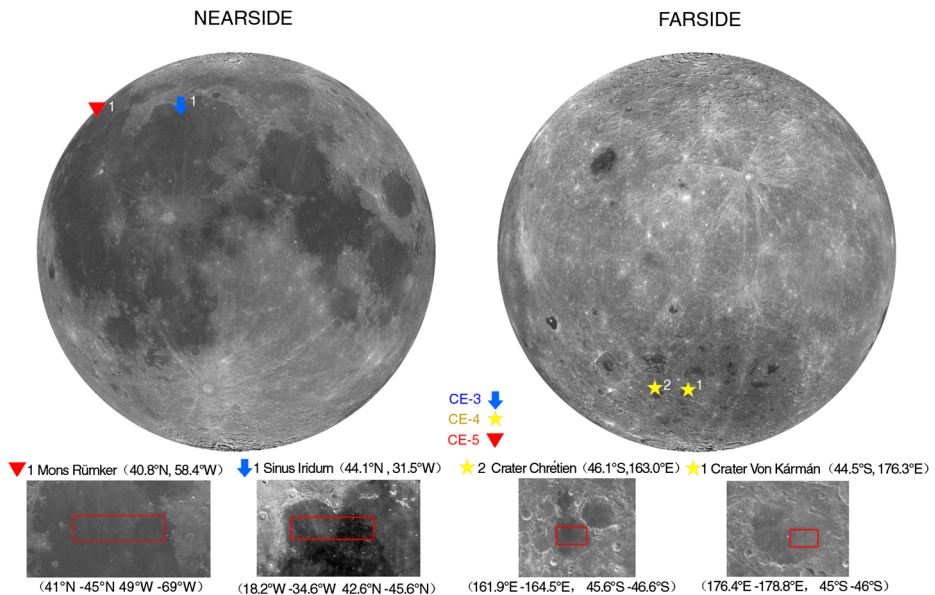 NEARSIDE
FARSIDE
1
1
2
1
CE-3
CE-4
CE-5
1 Mons Rümker (40.8°N, 58.4°W)
1 Sinus Iridum (44.1°N , 31.5°W)
2 Crater Chrétien (46.1°S,163.0°E)
1 Crater Von Kármán (44.5°S, 176.3°E)
(41°N -45°N 49°W -69°W)
(18.2°W -34.6°W 42.6°N -45.6°N)
(161.9°E -164.5°E, 45.6°S -46.6°S)
(176.4°E -178.8°E, 45°S -46°S)